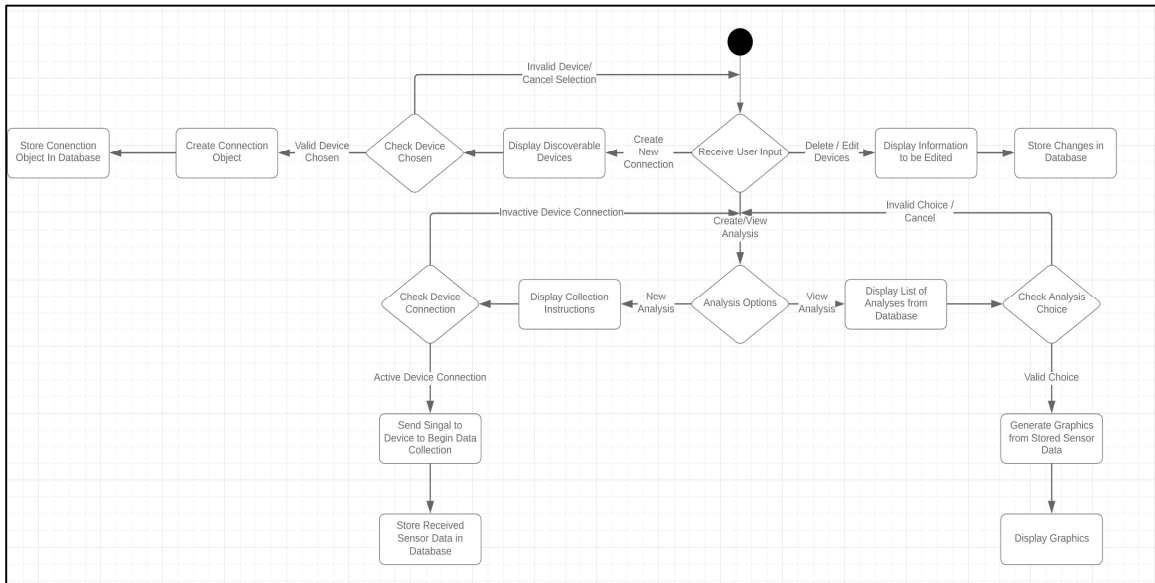 Invalid Device/
Cancel Selection
Store Conenction
Object In Database
Create Connection
Object
Valid Device
Chosen
Check Device
Chosen
Display Discoverable
Devices
Create
New
Connection
Receive User Input
Delete / Edit
Devices
Display Information
to be Edited
Store Changes in
Database
Invactive Device Connection
Invalid Choice /
Cancel
Create/View
Analysis
Check Device
Connection
Display Collection
Instructions
New
Analysis
Analysis Options
View
Analysis
Display List of
Analyses from
Database
Check Analysis
Choice
Active Device Connection
Valid Choice
Send Singal to
Device to Begin Data
Collection
Generate Graphics
from Stored Sensor
Data
Store Received
Sensor Data in
Database
Display Graphics